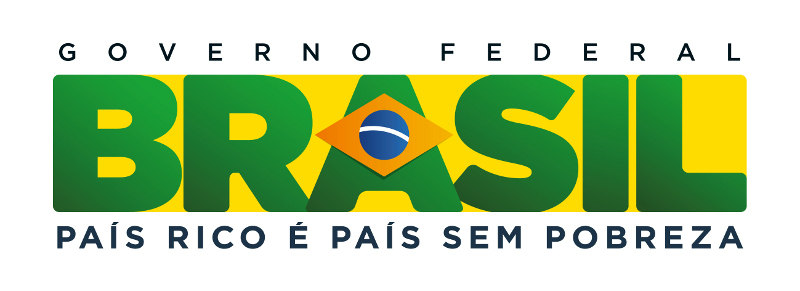 GOVERNO FEDERAL
BRASIL
PAÍS RICO É PAÍS SEM POBREZA